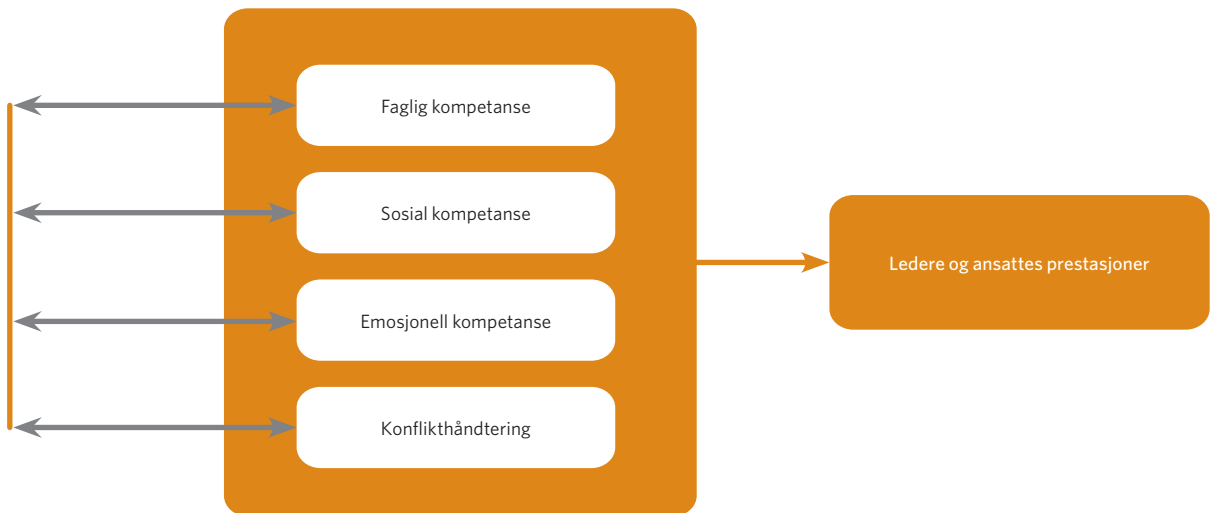 Faglig kompetanse
Sosial kompetanse
Emosjonell kompetanse
Konflikthåndtering
Ledere og ansattes prestasjoner